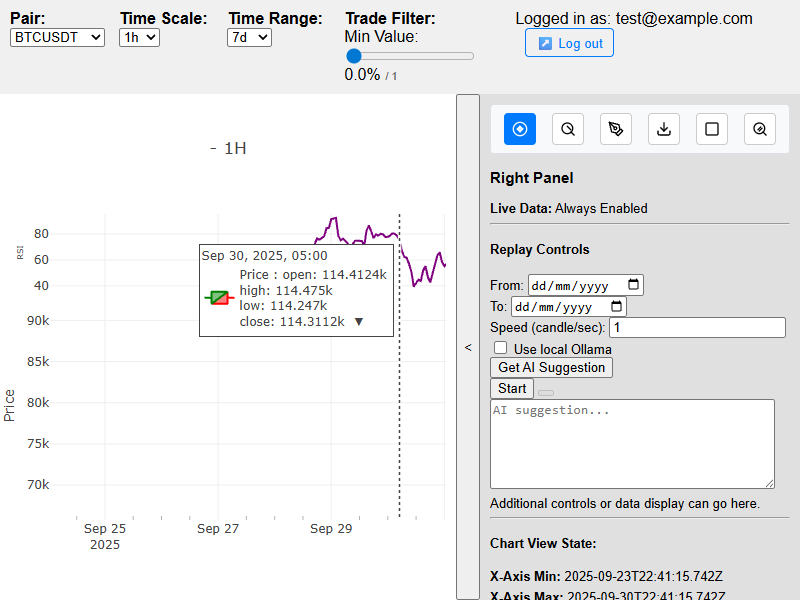 Pair:
BTCUSDT
Time Scale:
1h
Time Range:
7d
Trade Filter:
Min Value:
0.0% / 1
Logged in as: test@example.com
Log out
- 1H
RSI
80
60
40
Sep 30, 2025, 05:00
Price : open: 114.4124k
high: 114.475k
low: 114.247k
close: 114.3112k ▼
Price
90k
85k
80k
75k
70k
Sep 25
2025
Sep 27
Sep 29
<
Right Panel
Live Data: Always Enabled
Replay Controls
From: dd/mm/yyyy
To: dd/mm/yyyy
Speed (candle/sec): 1
Use local Ollama
Get AI Suggestion
Start
AI suggestion...
Additional controls or data display can go here.
Chart View State:
X-Axis Min: 2025-09-23T22:41:15.742Z
X-Axis Max: 2025-09-30T22:41:15.742Z